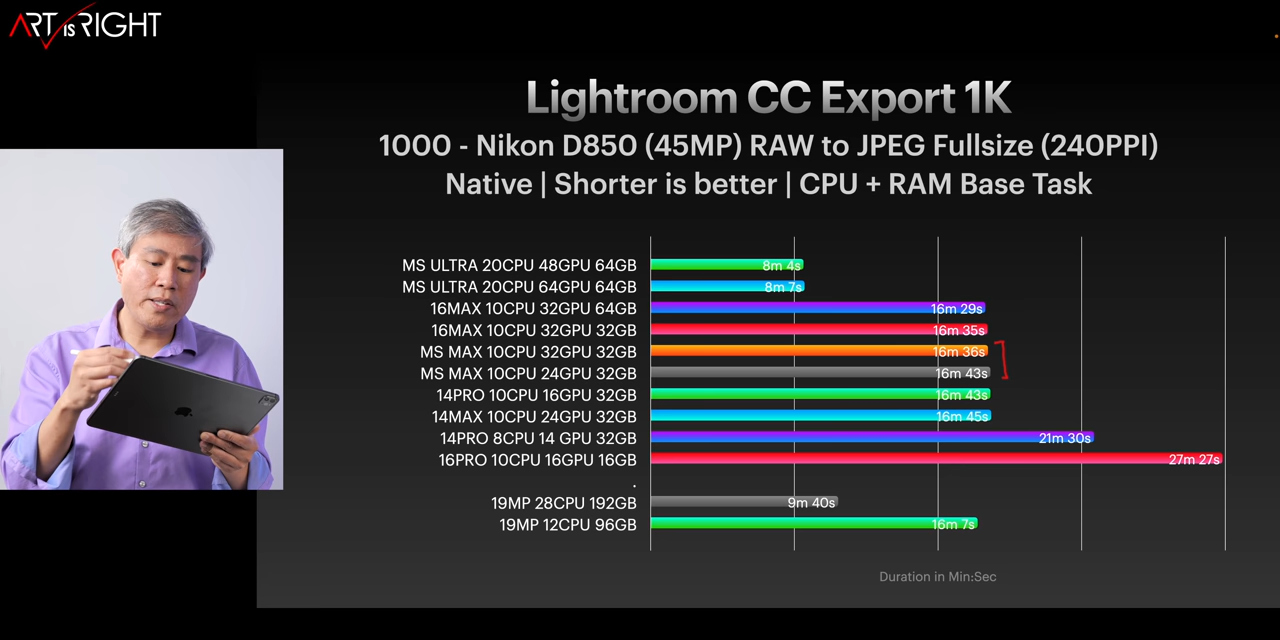 ART IS RIGHT
Lightroom CC Export 1K
1000 - Nikon D850 (45MP) RAW to JPEG Fullsize (240PPI)
Native | Shorter is better | CPU + RAM Base Task
MS ULTRA 20CPU 48GPU 64GB 8m 4s
MS ULTRA 20CPU 64GPU 64GB 8m 7s
16MAX 10CPU 32GPU 64GB 16m 29s
16MAX 10CPU 32GPU 32GB 16m 35s
MS MAX 10CPU 32GPU 32GB 16m 36s
MS MAX 10CPU 24GPU 32GB 16m 43s
14PRO 10CPU 16GPU 32GB 16m 43s
14MAX 10CPU 24GPU 32GB 16m 45s
14PRO 8CPU 14 GPU 32GB 21m 30s
16PRO 10CPU 16GPU 16GB 27m 27s
.
19MP 28CPU 192GB 9m 40s
19MP 12CPU 96GB 16m 7s
Duration in Min:Sec